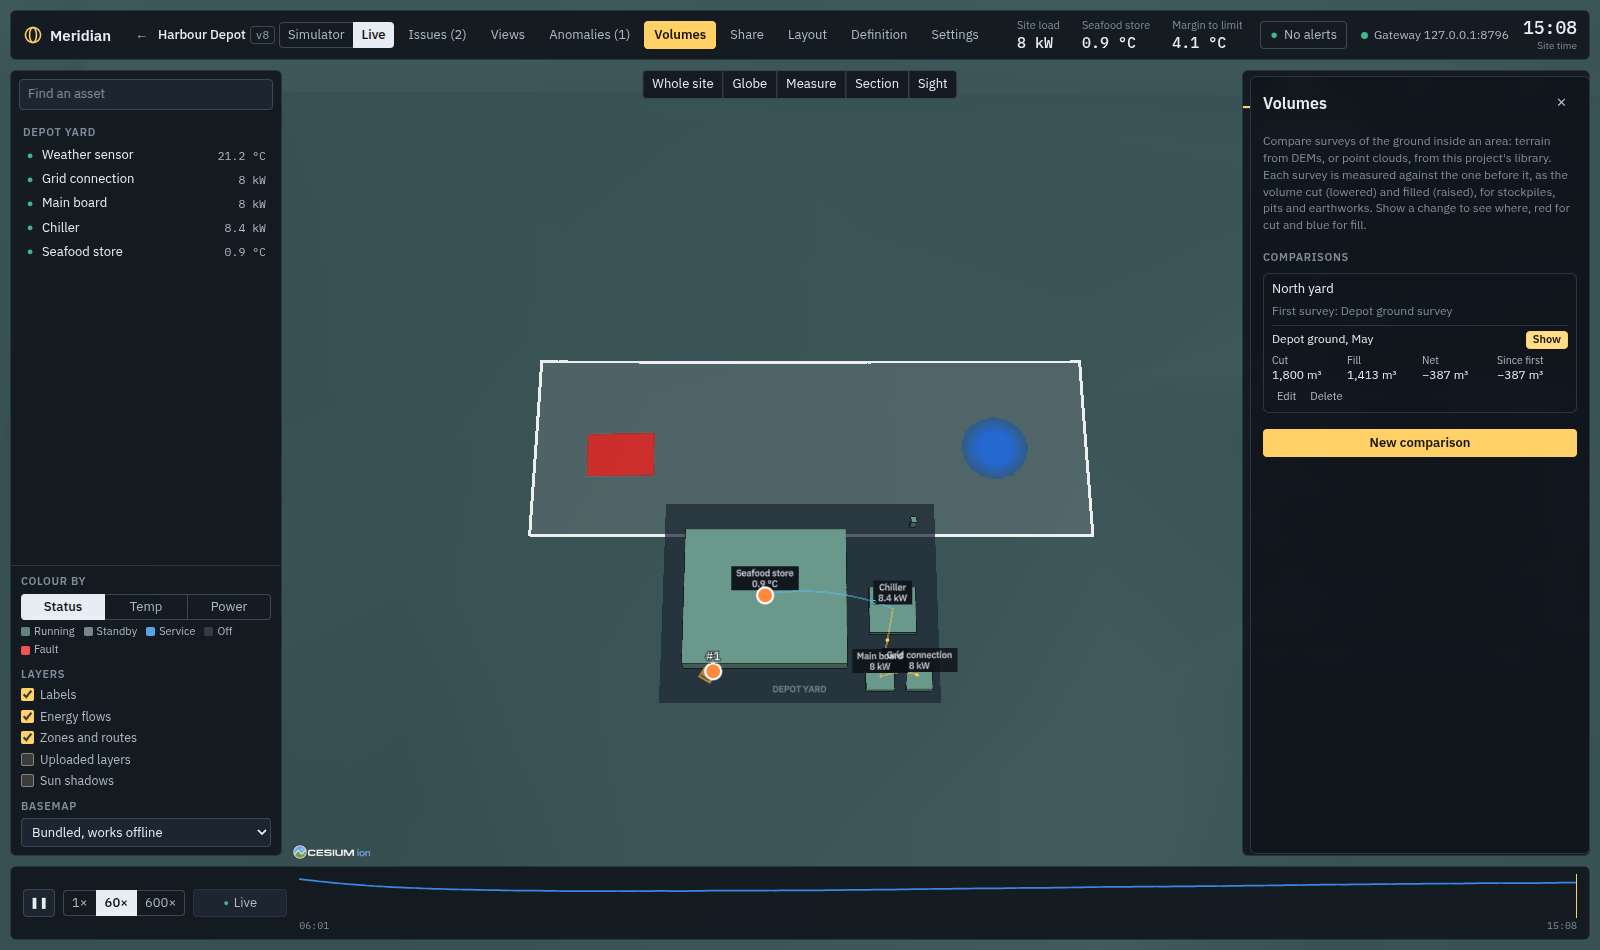 Meridian
← Harbour Depot v8
Simulator Live
Issues (2) Views Anomalies (1) Volumes Share Layout Definition Settings
Site load
8 kW
Seafood store
0.9 °C
Margin to limit
4.1 °C
No alerts
Gateway 127.0.0.1:8796
15:08
Site time
Find an asset
DEPOT YARD
Weather sensor 21.2 °C
Grid connection 8 kW
Main board 8 kW
Chiller 8.4 kW
Seafood store 0.9 °C
COLOUR BY
Status Temp Power
Running Standby Service Off
Fault
LAYERS
Labels
Energy flows
Zones and routes
Uploaded layers
Sun shadows
BASEMAP
Bundled, works offline
Whole site Globe Measure Section Sight
Seafood store
0.9 °C
Chiller
8.4 kW
Main board
8 kW
Grid connection
8 kW
#1
DEPOT YARD
CESIUM ion
Volumes ×
Compare surveys of the ground inside an area: terrain
from DEMs, or point clouds, from this project's library.
Each survey is measured against the one before it, as the
volume cut (lowered) and filled (raised), for stockpiles,
pits and earthworks. Show a change to see where, red for
cut and blue for fill.
COMPARISONS
North yard
First survey: Depot ground survey
Depot ground, May Show
Cut Fill Net Since first
1,800 m³ 1,413 m³ −387 m³ −387 m³
Edit Delete
New comparison
1× 60× 600×
Live
06:01 15:08